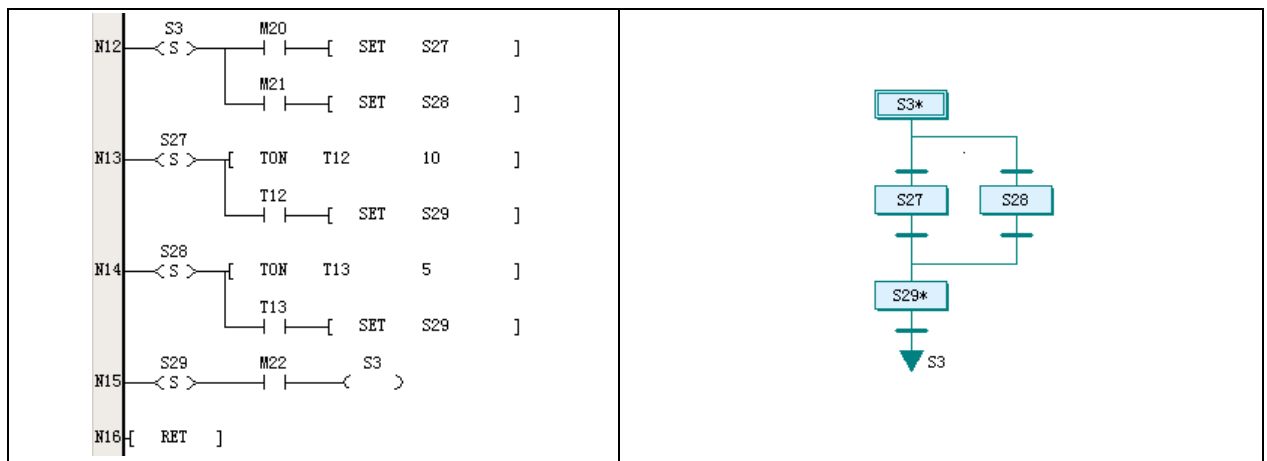 S3 M20
N12 S [ SET S27 ]
M21
[ SET S28 ]
S27
N13 S [ TON T12 10 ]
T12
[ SET S29 ]
S28
N14 S [ TON T13 5 ]
T13
[ SET S29 ]
S29 M22 S3
N15 S ( )
N16 [ RET ]
S3*
S27 S28
S29*
S3